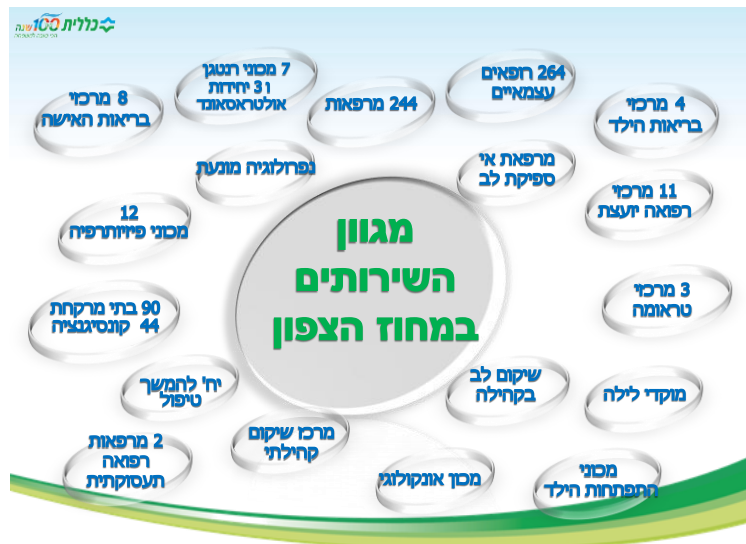 כללית 100 שנה
מגוון
השירותים
במחוז הצפון
264 רופאים
עצמאיים
4 מרכזי
בריאות הילד
מרפאת אי
ספיקת לב
11 מרכזי
רפואה יועצת
3 מרכזי
טראומה
שיקום לב
בקהילה
מוקדי לילה
מכוני
התפתחות הילד
מכון אונקולוגי
מרכז שיקום
קהילתי
2 מרפאות
רפואה
תעסוקתית
יח' להמשך
טיפול
90 בתי מרקחת
44 קונסיגנציה
12
מכוני פיזיותרפיה
נפרולוגיה מונעת
8 מרכזי
בריאות האישה
7 מכוני רנטגן
ו 3 יחידות
אולטראסאונד
244 מרפאות